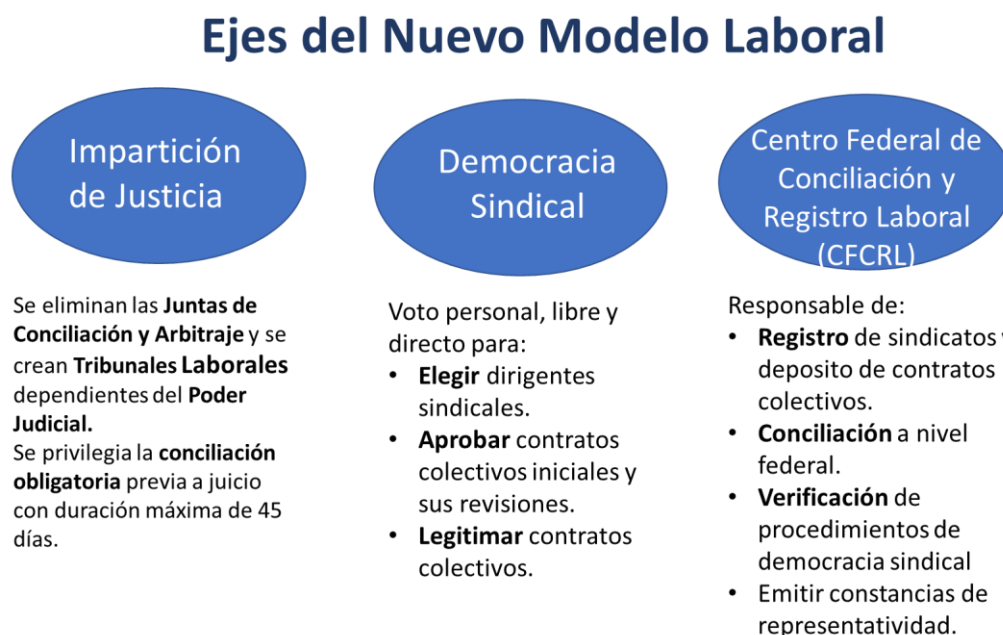 Ejes del Nuevo Modelo Laboral
Impartición
de Justicia
Se eliminan las Juntas de
Conciliación y Arbitraje y se
crean Tribunales Laborales
dependientes del Poder
Judicial.
Se privilegia la conciliación
obligatoria previa a juicio
con duración máxima de 45
días.
Democracia
Sindical
Voto personal, libre y
directo para:
• Elegir dirigentes
sindicales.
• Aprobar contratos
colectivos iniciales y
sus revisiones.
• Legitimar contratos
colectivos.
Centro Federal de
Conciliación y
Registro Laboral
(CFCRL)
Responsable de:
• Registro de sindicatos y
deposito de contratos
colectivos.
• Conciliación a nivel
federal.
• Verificación de
procedimientos de
democracia sindical
• Emitir constancias de
representatividad.